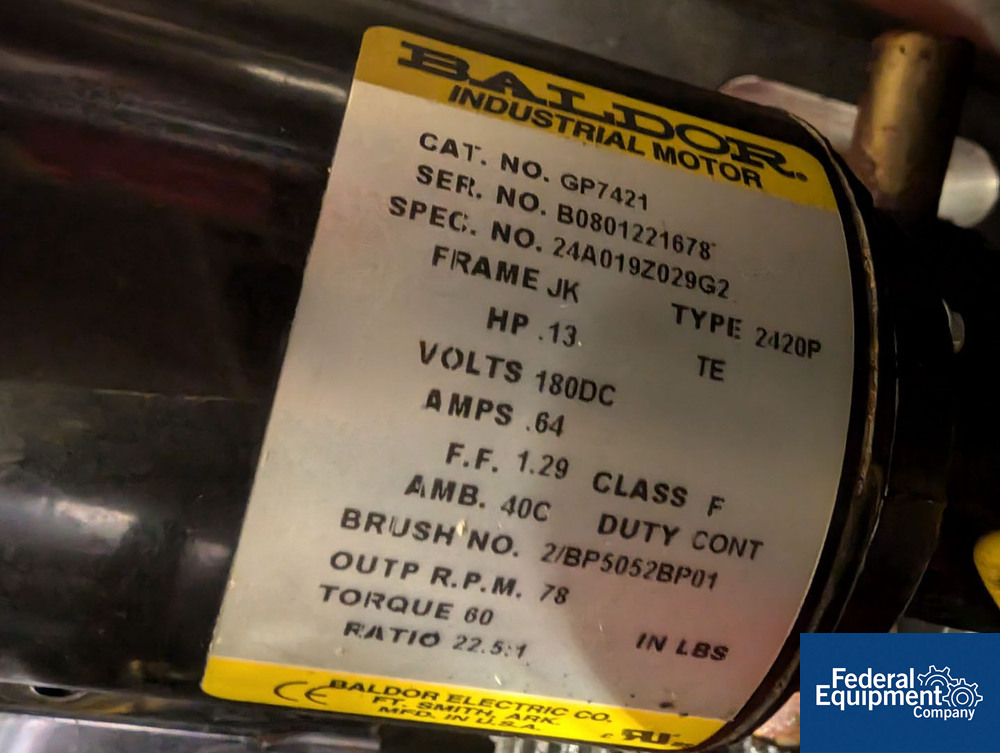 BALDOR®
INDUSTRIAL MOTOR
CAT. NO. GP7421
SER. NO. B0801221678
SPEC. NO. 24A019Z029G2
FRAME JK TYPE 2420P
HP .13 TE
VOLTS 180DC
AMPS .64
F.F. 1.29 CLASS F
AMB. 40C DUTY CONT
BRUSH NO. 2/BP5052BP01
OUTP R.P.M. 78
TORQUE 60 IN LBS
RATIO 22.5:1
CE BALDOR ELECTRIC CO.
FT. SMITH, ARK.
MFD. IN U.S.A.
Federal
Equipment
Company